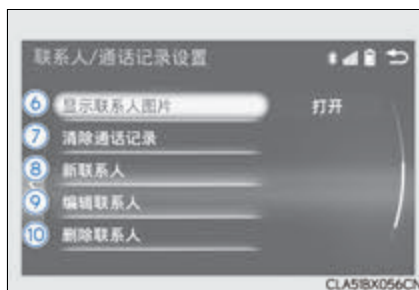 联系人/通话记录设置
⑥ 显示联系人图片 打开
⑦ 清除通话记录
⑧ 新联系人
⑨ 编辑联系人
⑩ 删除联系人
CLA51BX056CN